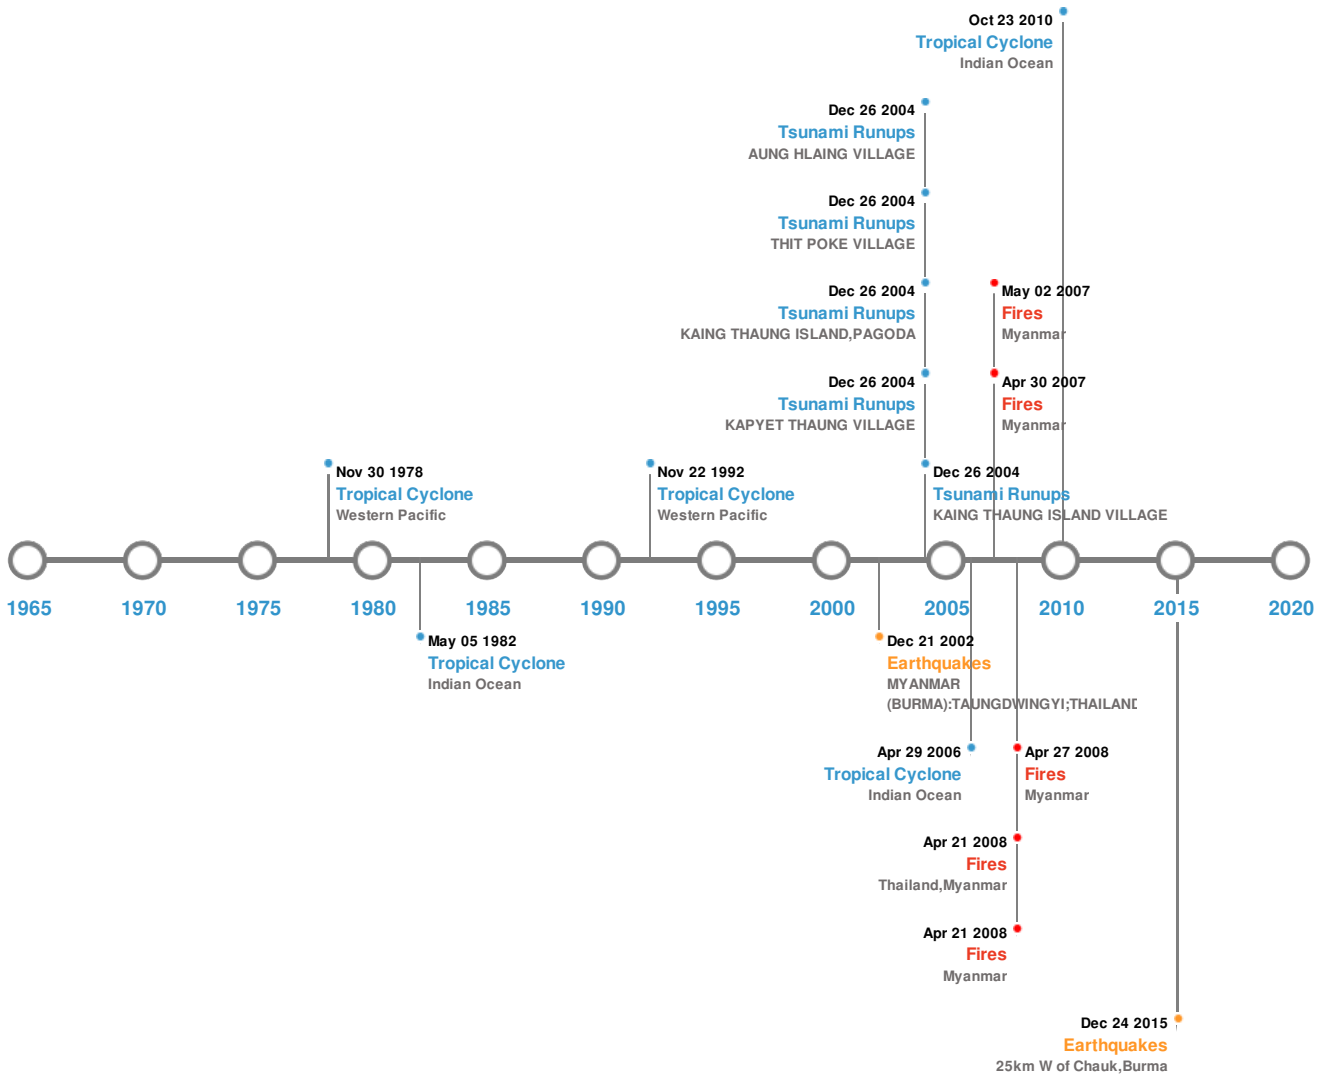 Oct 23 2010
Tropical Cyclone
Indian Ocean
Dec 26 2004
Tsunami Runups
AUNG HLAING VILLAGE
Dec 26 2004
Tsunami Runups
THIT POKE VILLAGE
Dec 26 2004
Tsunami Runups
KAING THAUNG ISLAND,PAGODA
May 02 2007
Fires
Myanmar
Dec 26 2004
Tsunami Runups
KAPYET THAUNG VILLAGE
Apr 30 2007
Fires
Myanmar
Nov 30 1978
Tropical Cyclone
Western Pacific
Nov 22 1992
Tropical Cyclone
Western Pacific
Dec 26 2004
Tsunami Runups
KAING THAUNG ISLAND VILLAGE
1965 1970 1975 1980 1985 1990 1995 2000 2005 2010 2015 2020
May 05 1982
Tropical Cyclone
Indian Ocean
Dec 21 2002
Earthquakes
MYANMAR
(BURMA):TAUNGDWINGYI;THAILAND
Apr 29 2006
Tropical Cyclone
Indian Ocean
Apr 27 2008
Fires
Myanmar
Apr 21 2008
Fires
Thailand,Myanmar
Apr 21 2008
Fires
Myanmar
Dec 24 2015
Earthquakes
25km W of Chauk,Burma